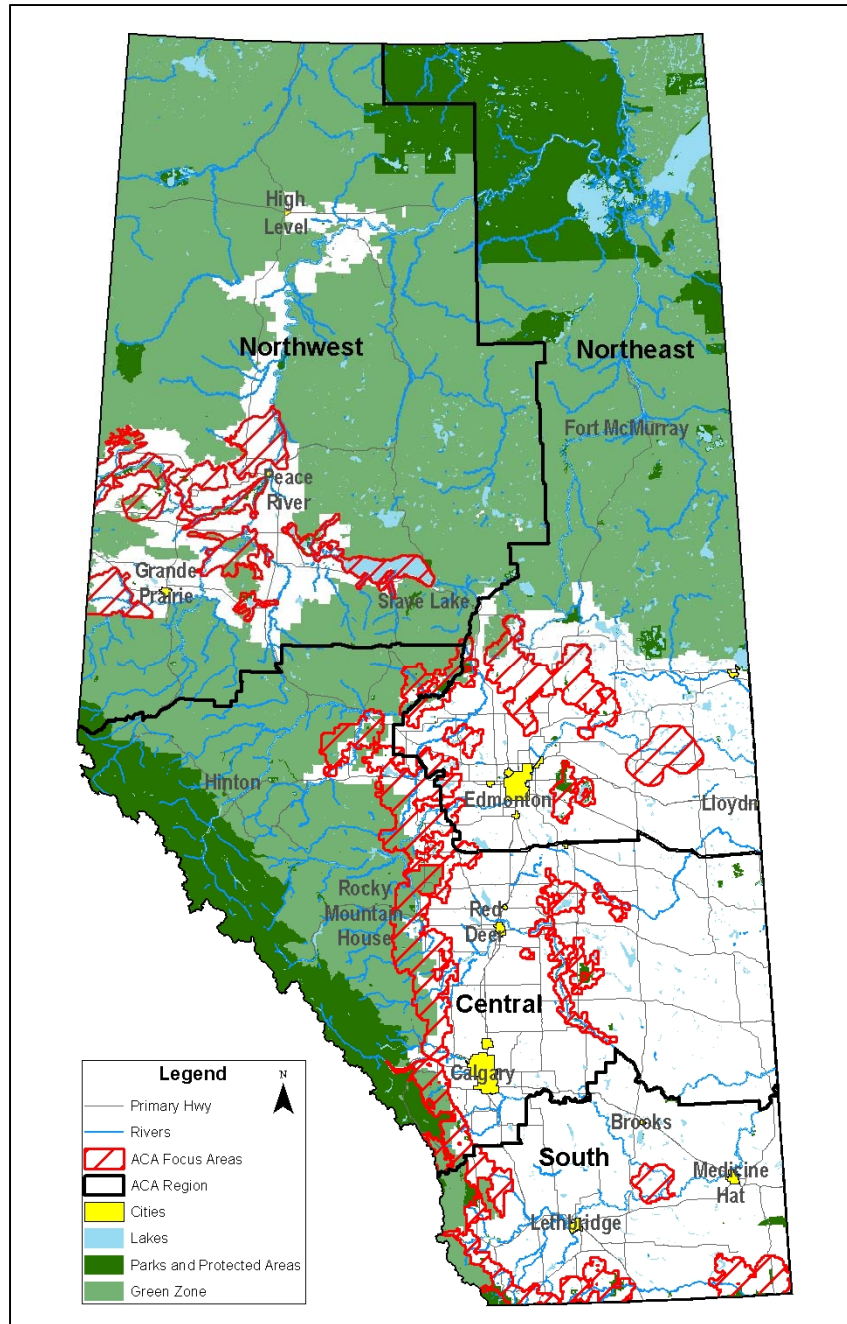 High
Level
Northwest
Northeast
Fort McMurray
Peace
River
Grande
Prairie
Slave Lake
Hinton
Edmonton
Lloydn
Rocky
Mountain
House
Red
Deer
Central
Calgary
Brooks
South
Medicine
Hat
Lethbridge
Legend
N
Primary Hwy
Rivers
ACA Focus Areas
ACA Region
Cities
Lakes
Parks and Protected Areas
Green Zone